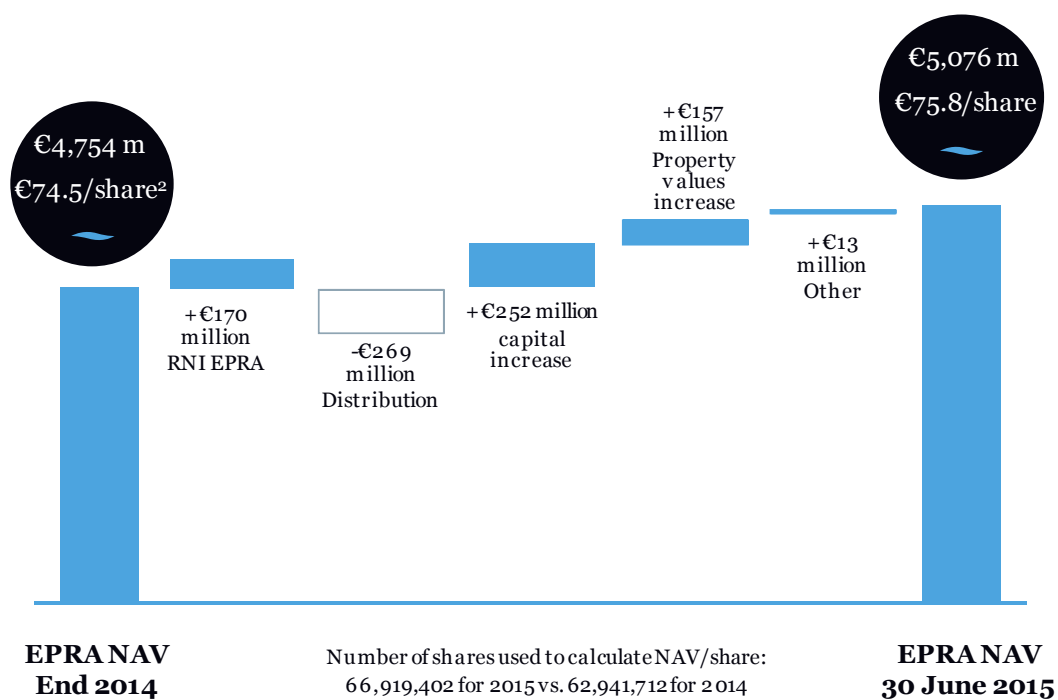 €4,754 m
€74.5/share²
+€170
million
RNI EPRA
-€269
million
Distribution
+€252 million
capital
increase
+€157
million
Property
values
increase
+€13
million
Other
€5,076 m
€75.8/share
EPRA NAV
End 2014
Number of shares used to calculate NAV/share:
66,919,402 for 2015 vs. 62,941,712 for 2014
EPRA NAV
30 June 2015